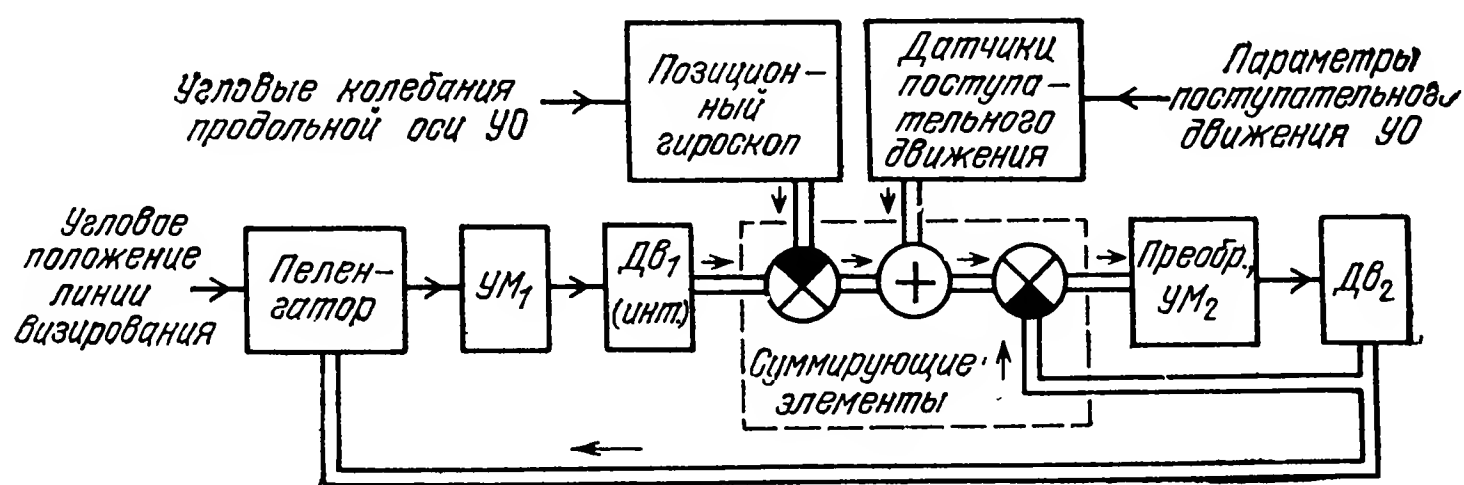 Угловые колебания
продольной оси УО
Позицион-
ный
гироскоп
Датчики
поступа-
тельного
движения
Параметры
поступательного
движения УО
Угловое
положение
линии
визирования
Пелен-
гатор
УМ1
Дв1
(инт.)
+
Суммирующие
элементы
Преобр.,
УМ2
Дв2